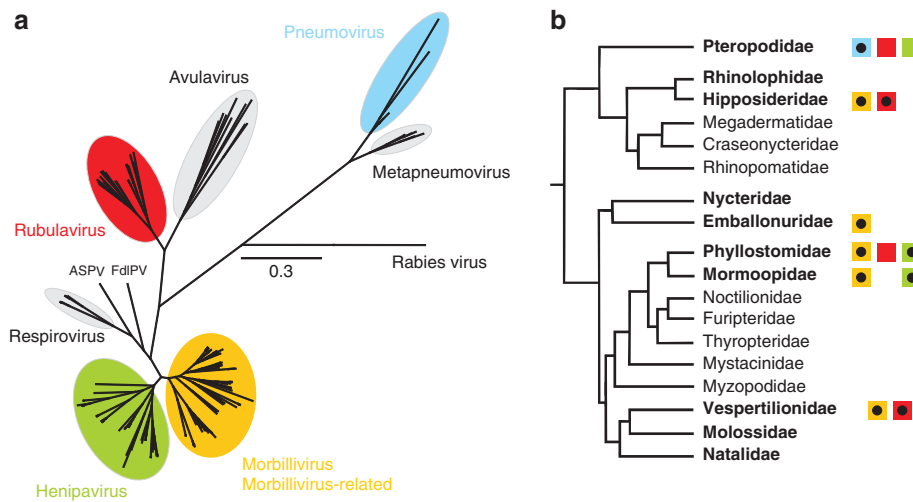 a
Pneumovirus
Avulavirus
Metapneumovirus
Rubulavirus
0.3
Rabies virus
ASPV
FdlPV
Respirovirus
Henipavirus
Morbillivirus
Morbillivirus-related
b
Pteropodidae
Rhinolophidae
Hipposideridae
Megadermatidae
Craseonycteridae
Rhinopomatidae
Nycteridae
Emballonuridae
Phyllostomidae
Mormoopidae
Noctilionidae
Furipteridae
Thyropteridae
Mystacinidae
Myzopodidae
Vespertilionidae
Molossidae
Natalidae